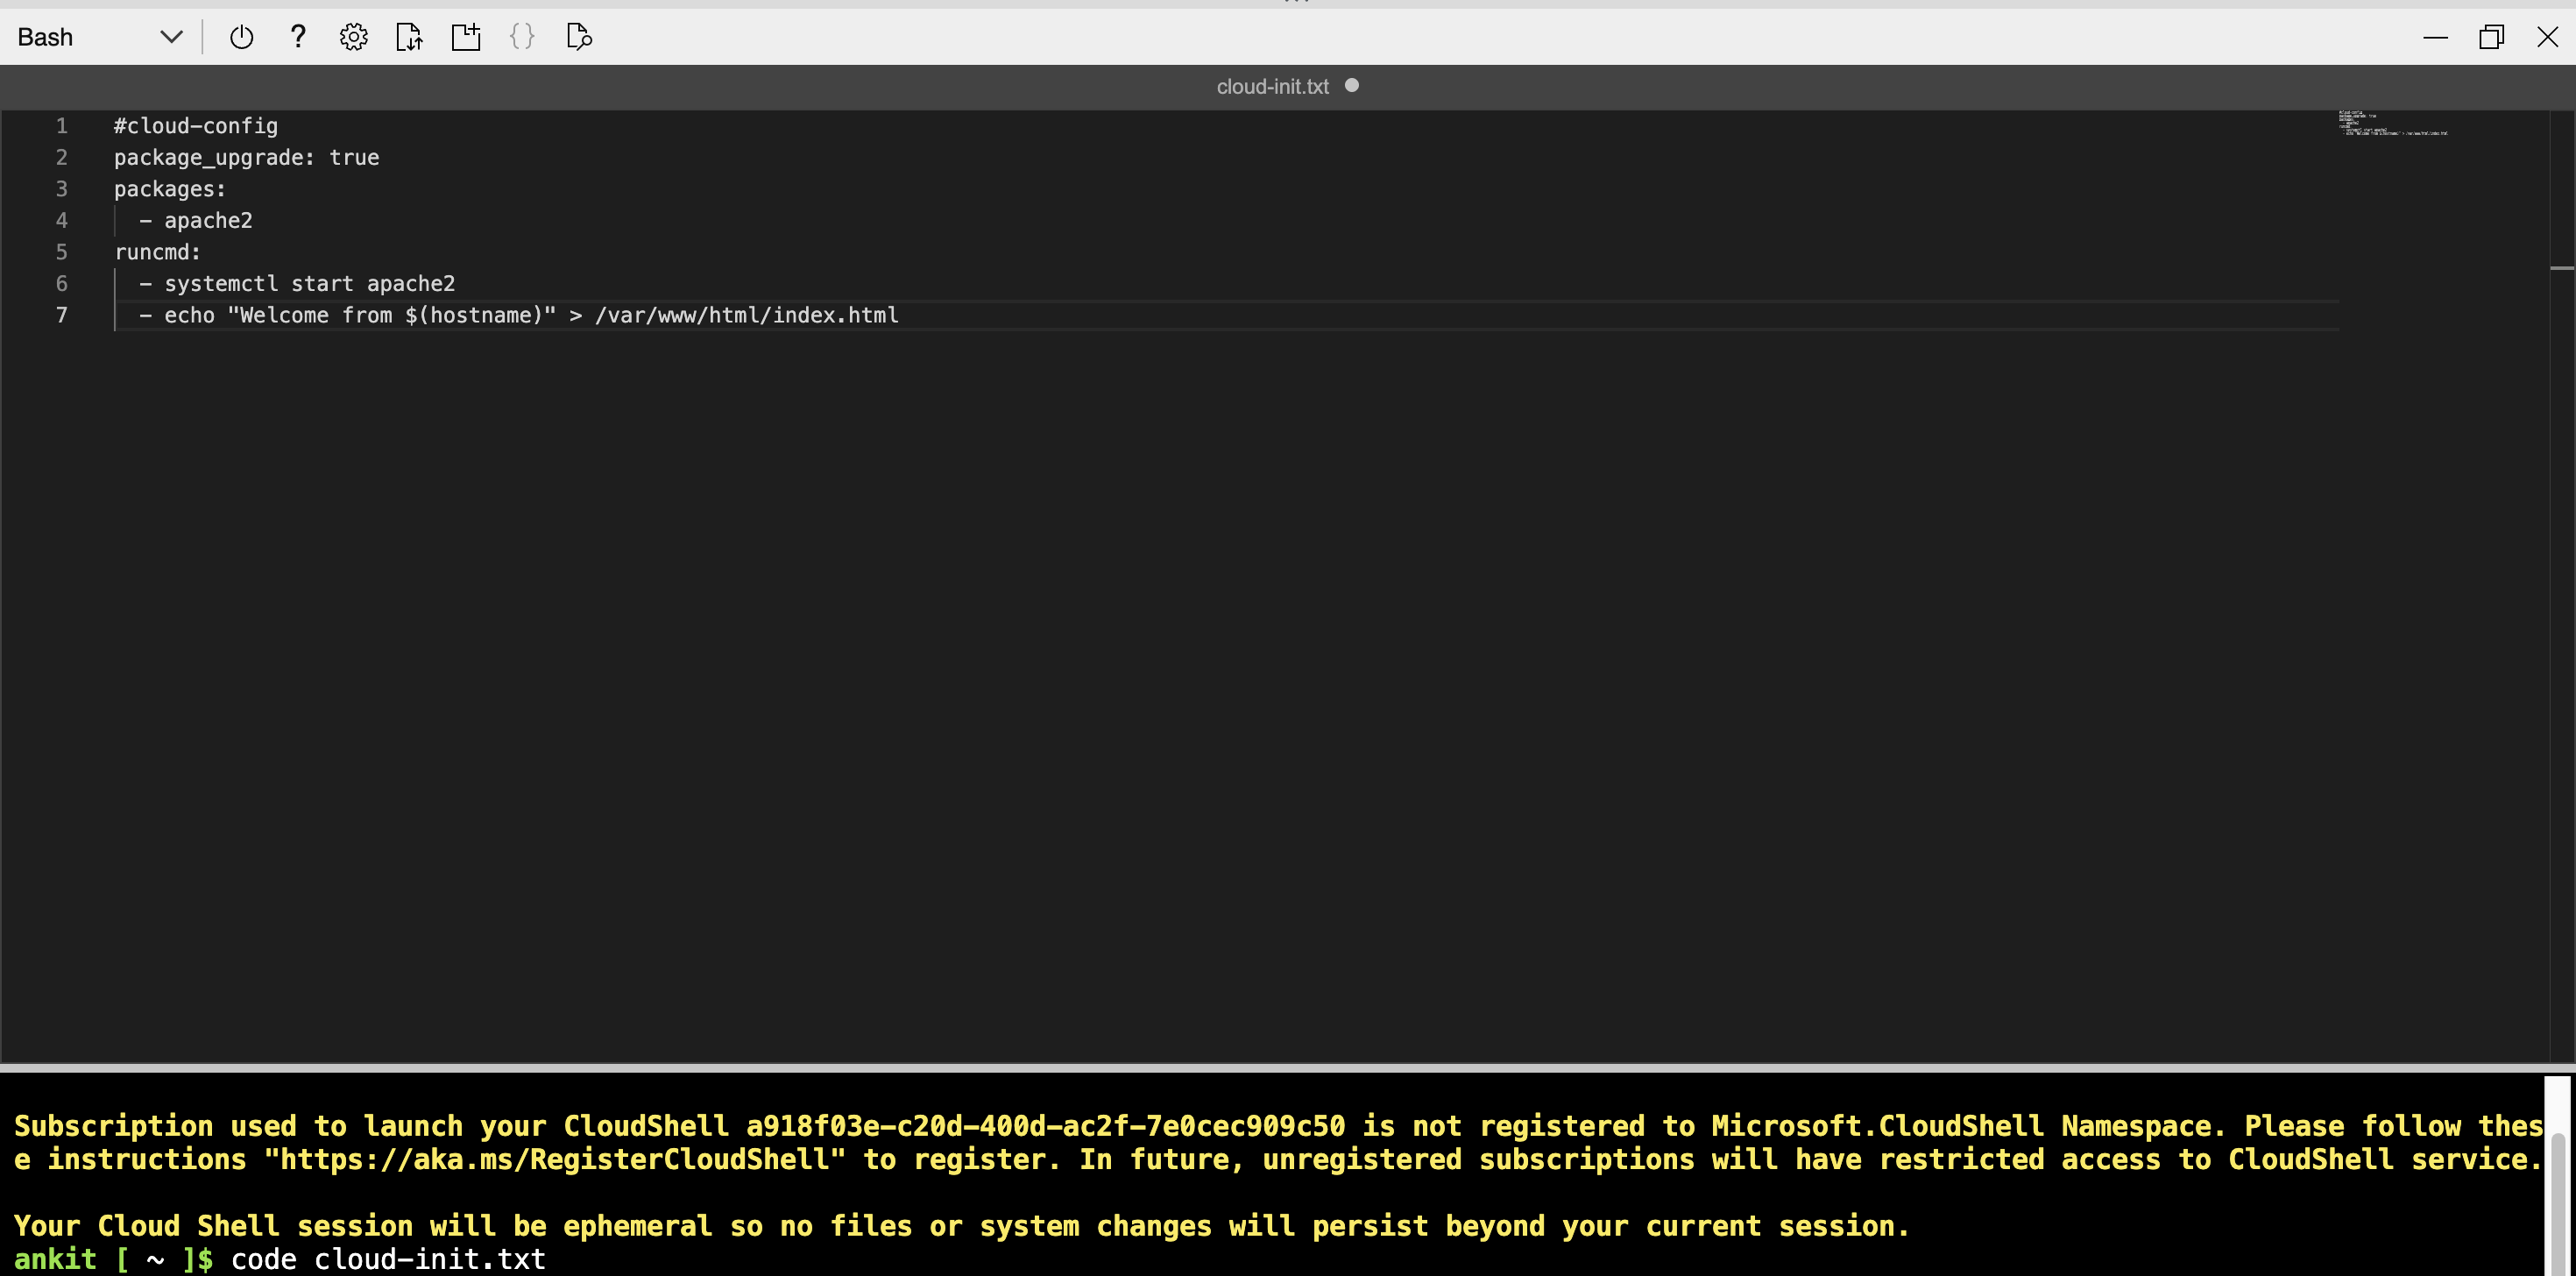 Bash
cloud-init.txt
1 #cloud-config
2 package_upgrade: true
3 packages:
4   - apache2
5 runcmd:
6   - systemctl start apache2
7   - echo "Welcome from $(hostname)" > /var/www/html/index.html
Subscription used to launch your CloudShell a918f03e-c20d-400d-ac2f-7e0cec909c50 is not registered to Microsoft.CloudShell Namespace. Please follow thes
e instructions "https://aka.ms/RegisterCloudShell" to register. In future, unregistered subscriptions will have restricted access to CloudShell service.
Your Cloud Shell session will be ephemeral so no files or system changes will persist beyond your current session.
ankit [ ~ ]$ code cloud-init.txt